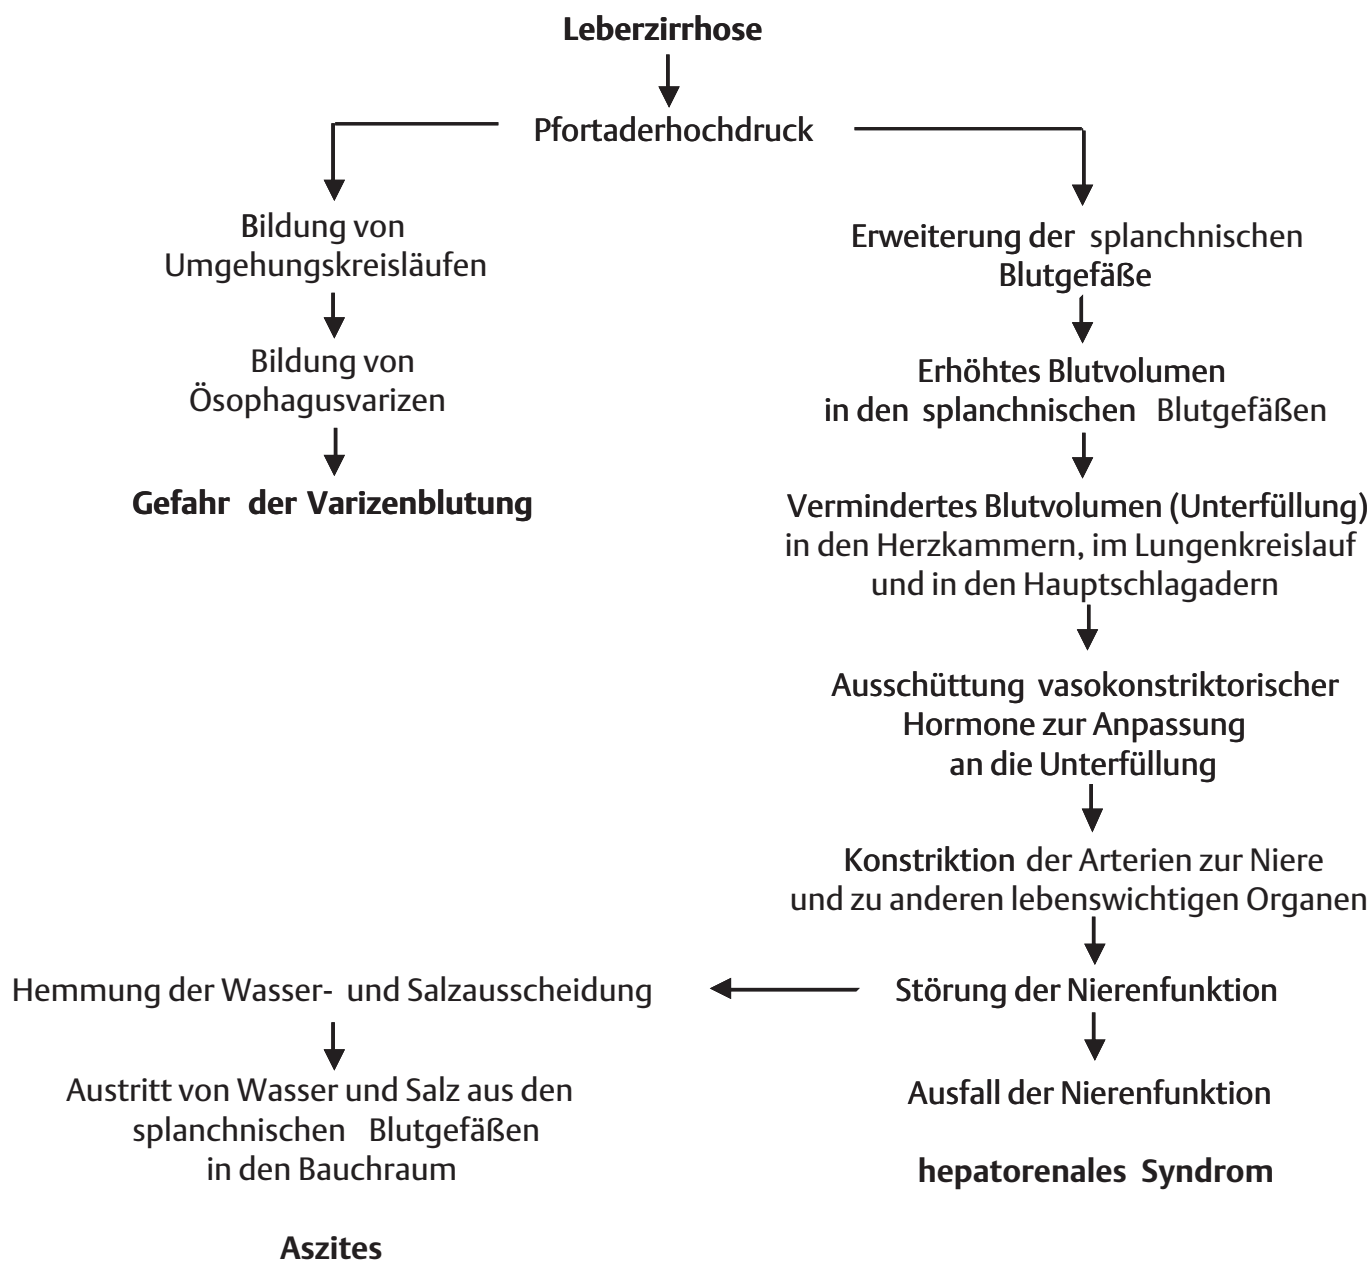 Leberzirrhose
Pfortaderhochdruck
Bildung von
Umgehungskreisläufen
Bildung von
Ösophagusvarizen
Gefahr der Varizenblutung
Erweiterung der splanchnischen
Blutgefäße
Erhöhtes Blutvolumen
in den splanchnischen Blutgefäßen
Vermindertes Blutvolumen (Unterfüllung)
in den Herzkammern, im Lungenkreislauf
und in den Hauptschlagadern
Ausschüttung vasokonstriktorischer
Hormone zur Anpassung
an die Unterfüllung
Konstriktion der Arterien zur Niere
und zu anderen lebenswichtigen Organen
Störung der Nierenfunktion
Hemmung der Wasser- und Salzausscheidung
Austritt von Wasser und Salz aus den
splanchnischen Blutgefäßen
in den Bauchraum
Aszites
Ausfall der Nierenfunktion
hepatorenales Syndrom